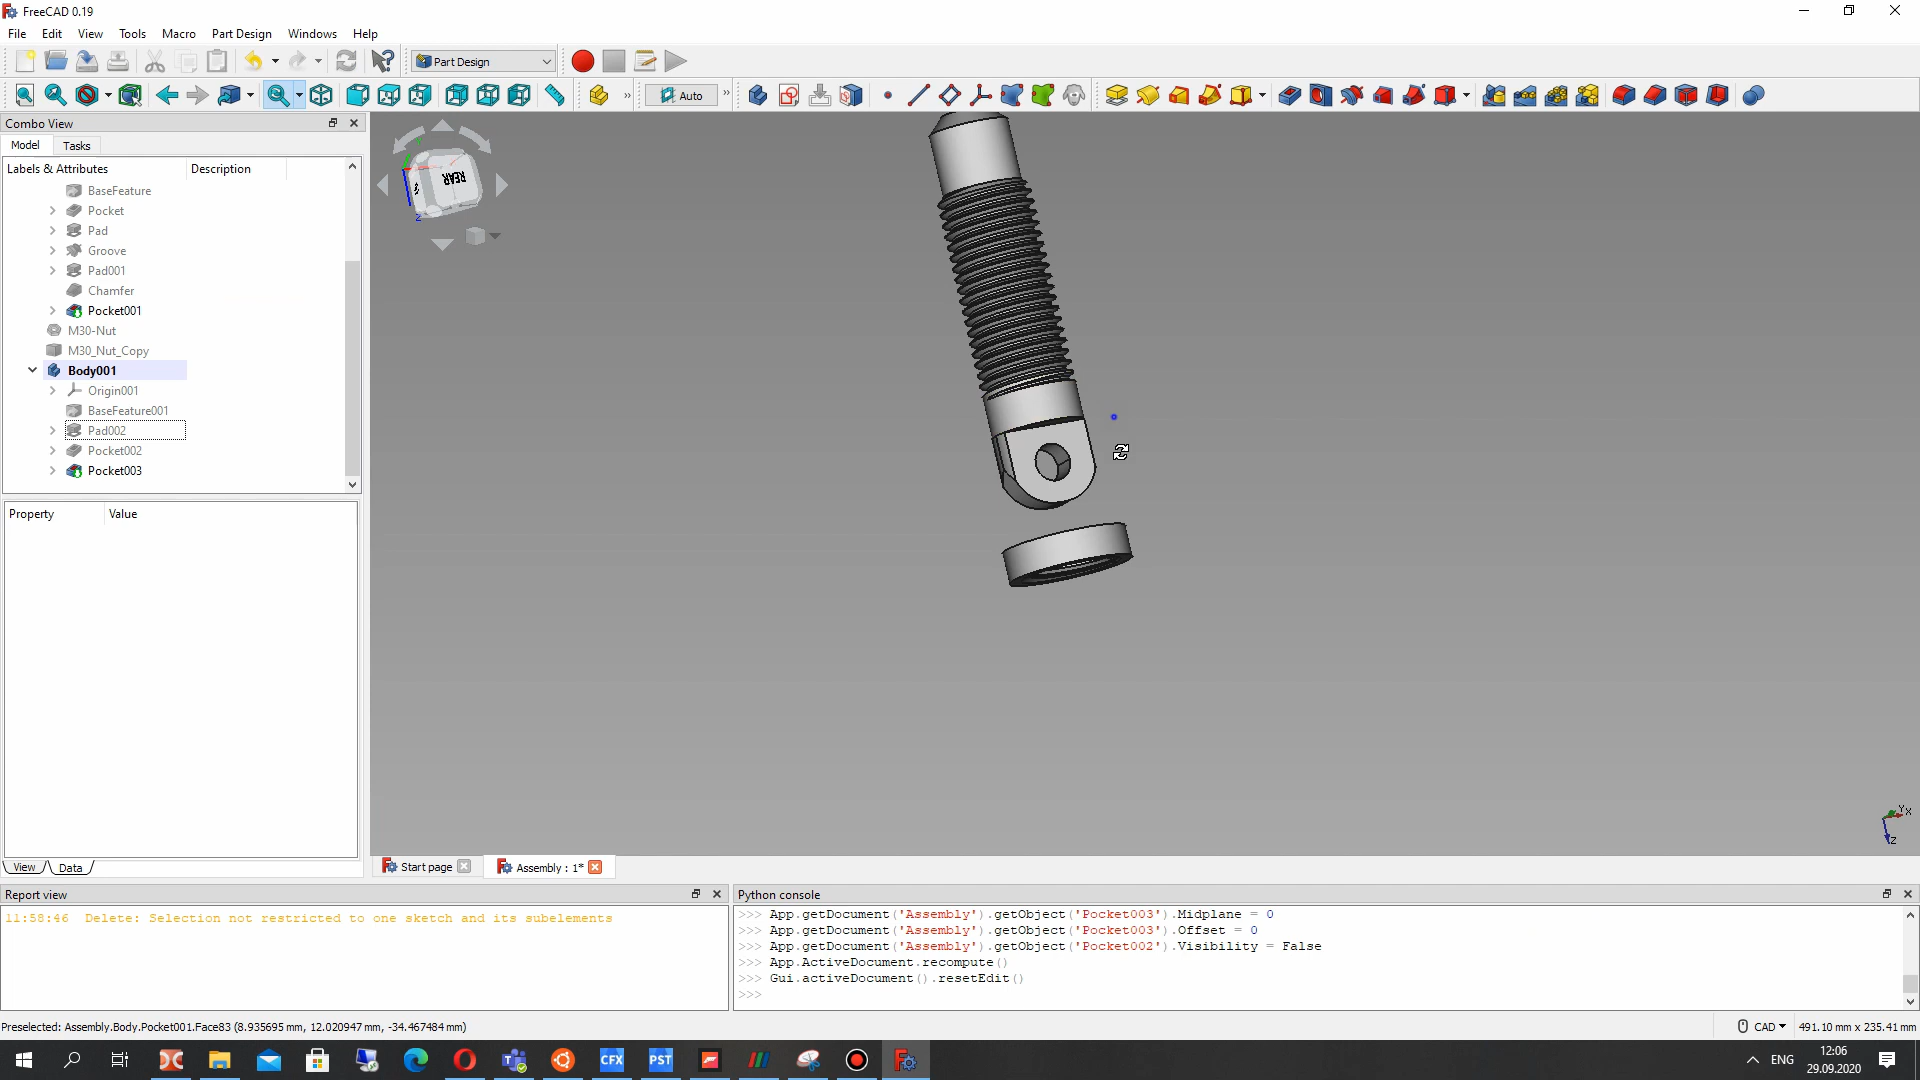 FreeCAD 0.19
File Edit View Tools Macro Part Design Windows Help
Part Design
Auto
Combo View
Model Tasks
Labels & Attributes Description
BaseFeature
Pocket
Pad
Groove
Pad001
Chamfer
Pocket001
M30-Nut
M30_Nut_Copy
Body001
Origin001
BaseFeature001
Pad002
Pocket002
Pocket003
Property Value
View Data
REAR
Z
Y X
Z
Start page Assembly : 1*
Report view
11:58:46 Delete: Selection not restricted to one sketch and its subelements
Python console
>>> App.getDocument('Assembly').getObject('Pocket003').Midplane = 0
>>> App.getDocument('Assembly').getObject('Pocket003').Offset = 0
>>> App.getDocument('Assembly').getObject('Pocket002').Visibility = False
>>> App.ActiveDocument.recompute()
>>> Gui.activeDocument().resetEdit()
>>>
Preselected: Assembly.Body.Pocket001.Face83 (8.935695 mm, 12.020947 mm, -34.467484 mm)
CAD 491.10 mm x 235.41 mm
CFX PST
ENG
12:06
29.09.2020